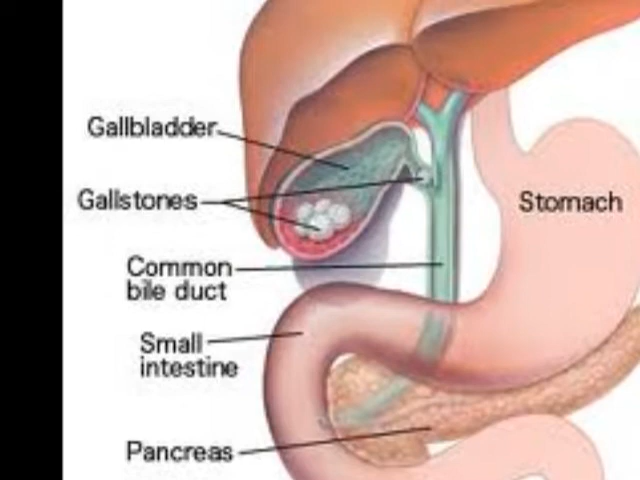 Gallbladder
Gallstones
Stomach
Common
bile duct
Small
intestine
Pancreas